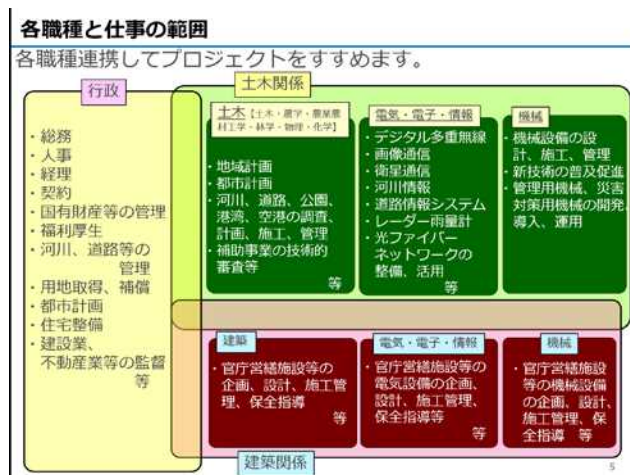 各職種と仕事の範囲
各職種連携してプロジェクトをすすめます。
行政
・総務
・人事
・経理
・契約
・国有財産等の管理
・福利厚生
・河川、道路等の
管理
・用地取得、補償
・都市計画
・住宅整備
・建設業、
不動産業等の監督
等
土木関係
土木【土木・農学・農業農
村工学・林学・物理・化学】
・地域計画
・都市計画
・河川、道路、公園、
港湾、空港の調査、
計画、施工、管理
・補助事業の技術的
審査等
等
電気・電子・情報
・デジタル多重無線
・画像通信
・衛星通信
・河川情報
・道路情報システム
・レーダー雨量計
・光ファイバー
ネットワークの
整備、活用
等
機械
・機械設備の設
計、施工、管理
・新技術の普及促進
・管理用機械、災害
対策用機械の開発、
導入、運用
建築
・官庁営繕施設等の
企画、設計、施工管
理、保全指導
等
電気・電子・情報
・官庁営繕施設等の
電気設備の企画、
設計、施工管理、
保全指導等
等
機械
・官庁営繕施設
等の機械設備
の企画、設計、
施工管理、保
全指導 等
建築関係
5